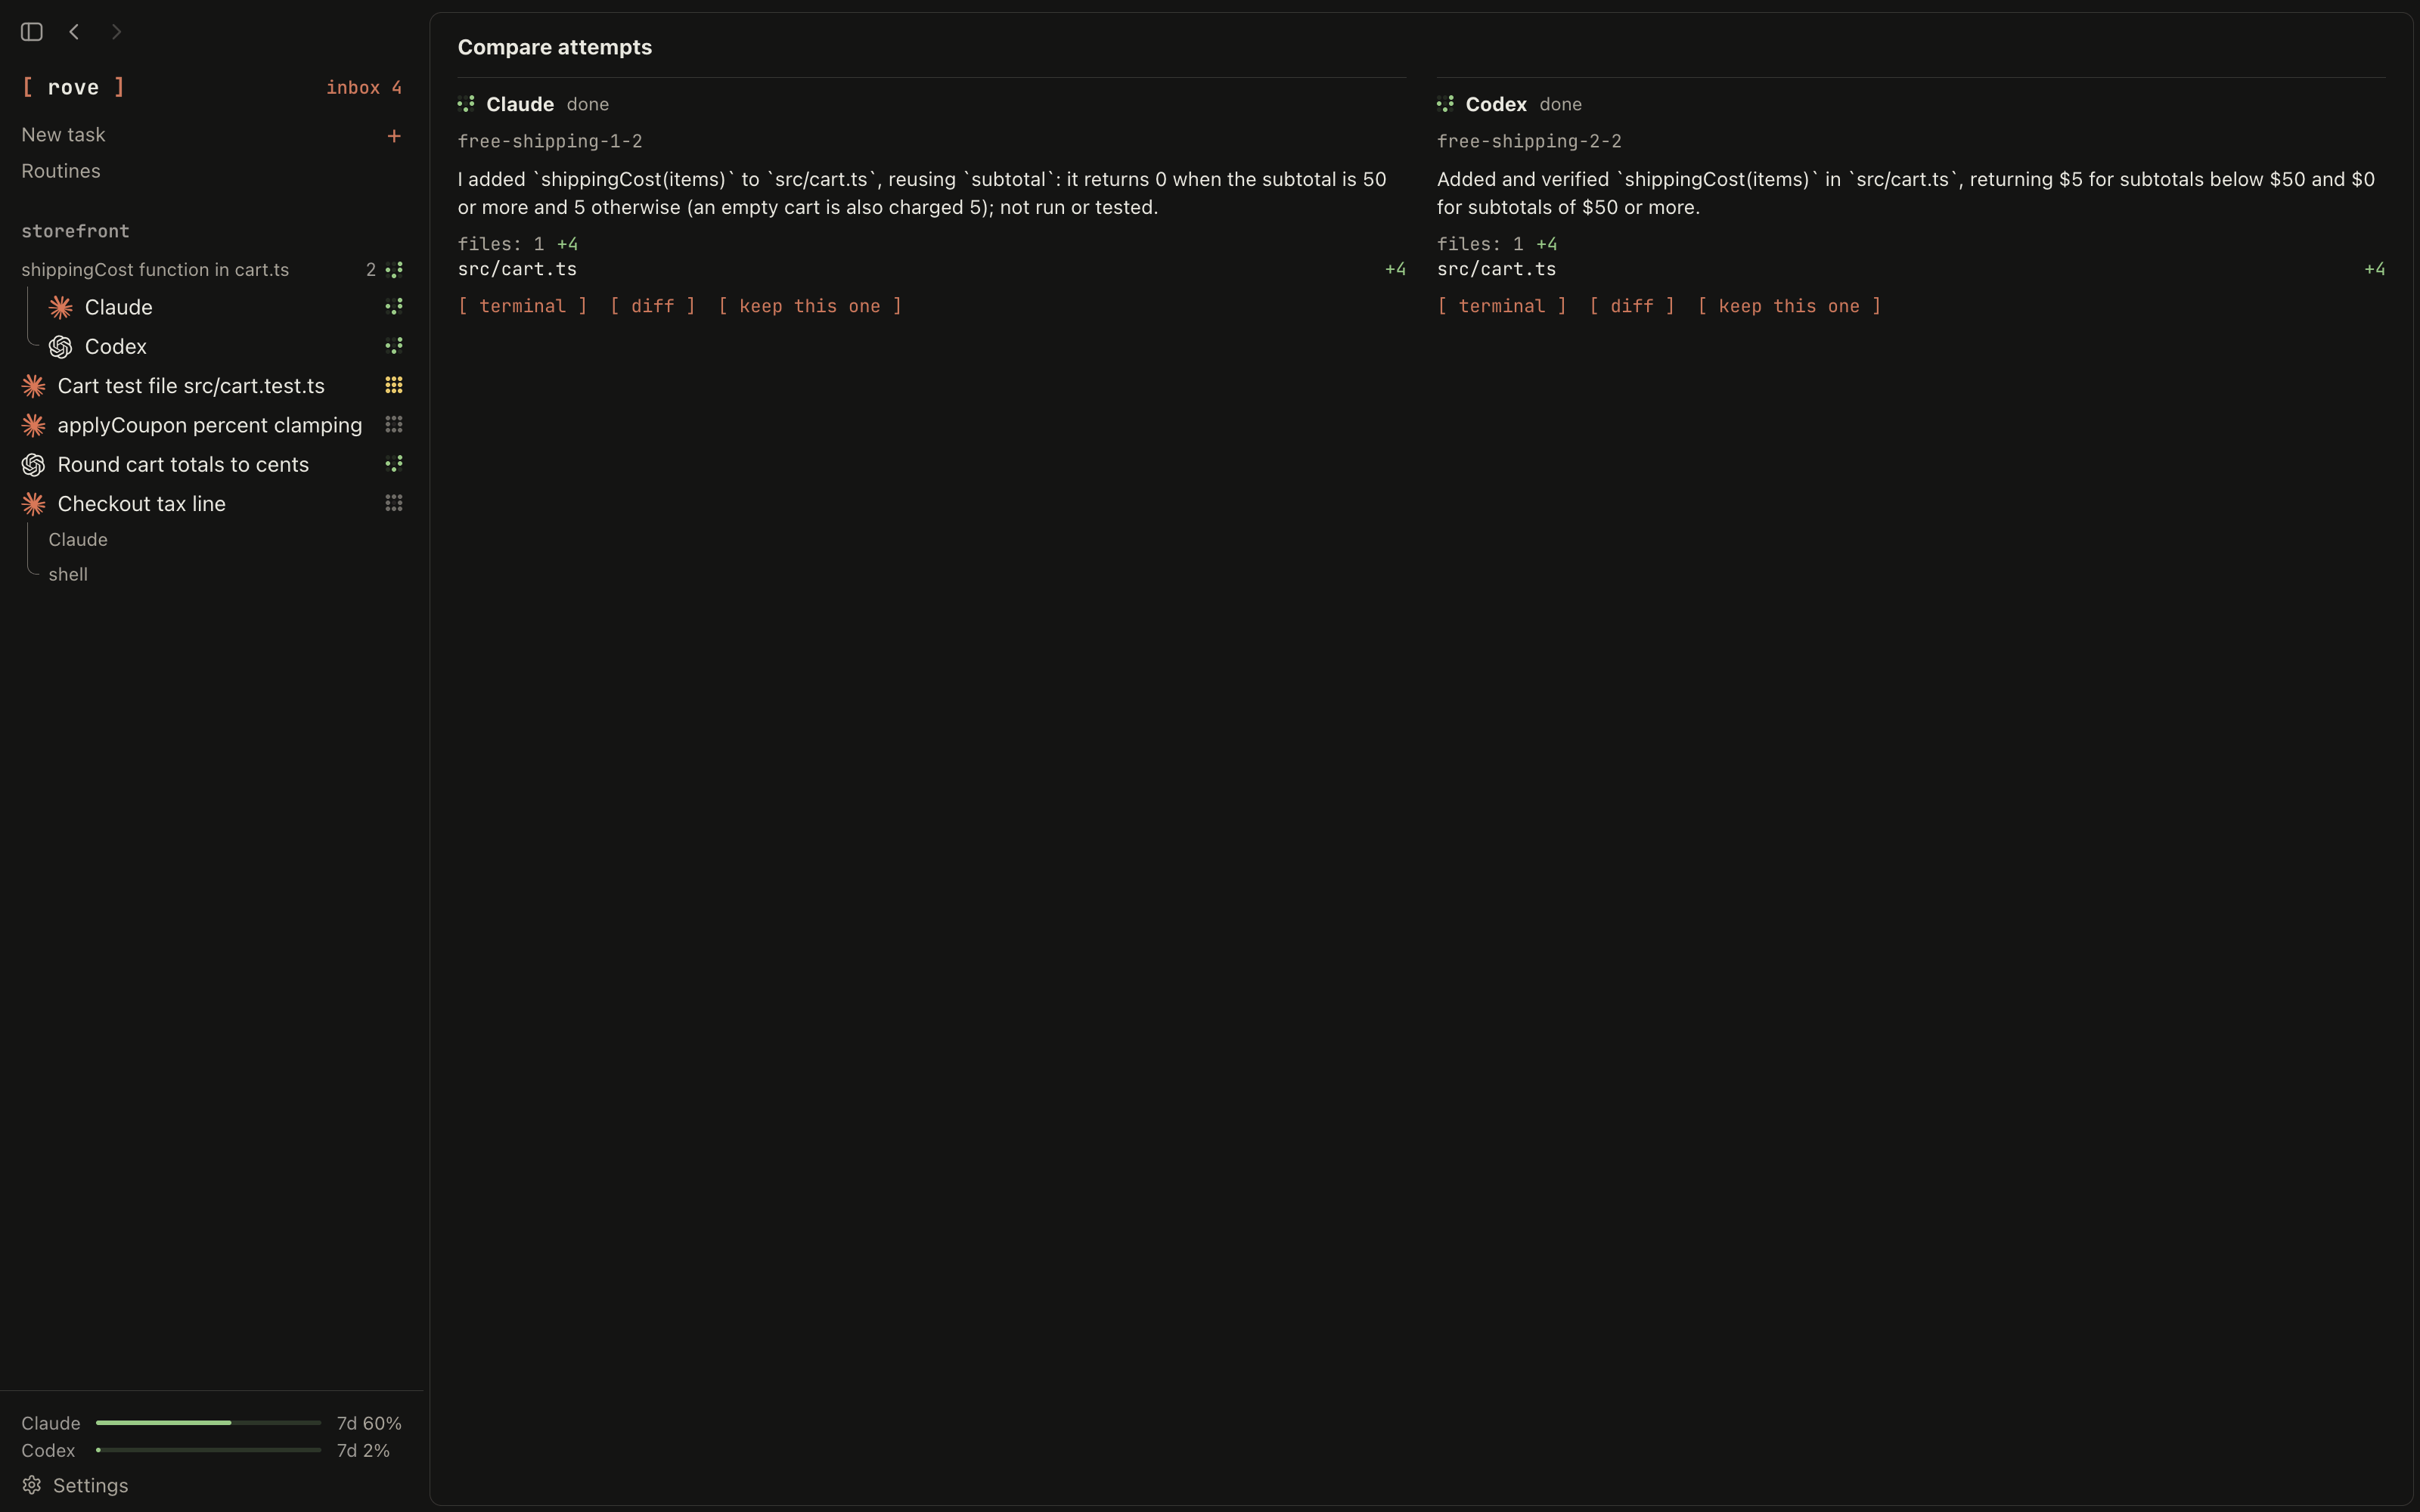 [ rove ]
inbox 4
New task +
Routines
storefront
shippingCost function in cart.ts 2
Claude
Codex
Cart test file src/cart.test.ts
applyCoupon percent clamping
Round cart totals to cents
Checkout tax line
Claude
shell
Claude 7d 60%
Codex 7d 2%
Settings
Compare attempts
Claude done
free-shipping-1-2
I added `shippingCost(items)` to `src/cart.ts`, reusing `subtotal`: it returns 0 when the subtotal is 50
or more and 5 otherwise (an empty cart is also charged 5); not run or tested.
files: 1 +4
src/cart.ts +4
[ terminal ] [ diff ] [ keep this one ]
Codex done
free-shipping-2-2
Added and verified `shippingCost(items)` in `src/cart.ts`, returning $5 for subtotals below $50 and $0
for subtotals of $50 or more.
files: 1 +4
src/cart.ts +4
[ terminal ] [ diff ] [ keep this one ]